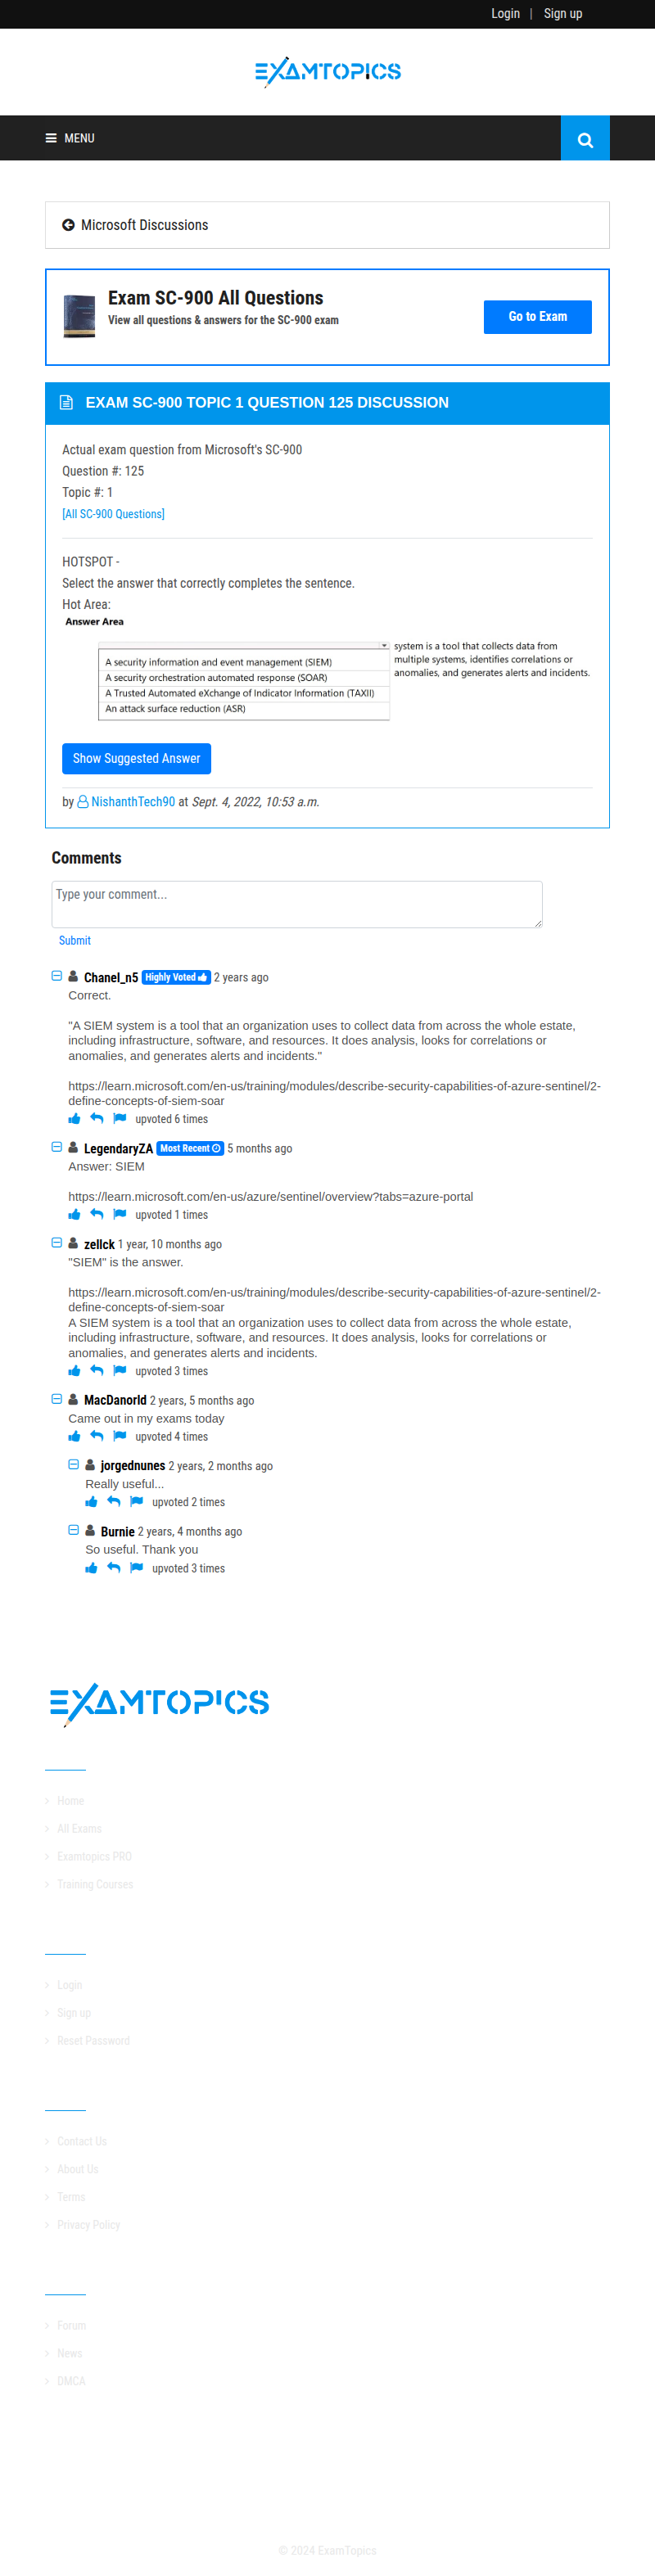 Login | Sign up
EXAMTOPICS
MENU
Microsoft Discussions
Exam SC-900 All Questions
View all questions & answers for the SC-900 exam
Go to Exam
EXAM SC-900 TOPIC 1 QUESTION 125 DISCUSSION
Actual exam question from Microsoft's SC-900
Question #: 125
Topic #: 1
[All SC-900 Questions]
HOTSPOT -
Select the answer that correctly completes the sentence.
Hot Area:
Answer Area
system is a tool that collects data from
multiple systems, identifies correlations or
anomalies, and generates alerts and incidents.
A security information and event management (SIEM)
A security orchestration automated response (SOAR)
A Trusted Automated eXchange of Indicator Information (TAXII)
An attack surface reduction (ASR)
Show Suggested Answer
by NishanthTech90 at Sept. 4, 2022, 10:53 a.m.
Comments
Type your comment...
Submit
Chanel_n5 Highly Voted 2 years ago
Correct.
"A SIEM system is a tool that an organization uses to collect data from across the whole estate,
including infrastructure, software, and resources. It does analysis, looks for correlations or
anomalies, and generates alerts and incidents."
https://learn.microsoft.com/en-us/training/modules/describe-security-capabilities-of-azure-sentinel/2-
define-concepts-of-siem-soar
upvoted 6 times
LegendaryZA Most Recent 5 months ago
Answer: SIEM
https://learn.microsoft.com/en-us/azure/sentinel/overview?tabs=azure-portal
upvoted 1 times
zellck 1 year, 10 months ago
"SIEM" is the answer.
https://learn.microsoft.com/en-us/training/modules/describe-security-capabilities-of-azure-sentinel/2-
define-concepts-of-siem-soar
A SIEM system is a tool that an organization uses to collect data from across the whole estate,
including infrastructure, software, and resources. It does analysis, looks for correlations or
anomalies, and generates alerts and incidents.
upvoted 3 times
MacDanorld 2 years, 5 months ago
Came out in my exams today
upvoted 4 times
jorgednunes 2 years, 2 months ago
Really useful...
upvoted 2 times
Burnie 2 years, 4 months ago
So useful. Thank you
upvoted 3 times
EXAMTOPICS
Home
All Exams
Examtopics PRO
Training Courses
Login
Sign up
Reset Password
Contact Us
About Us
Terms
Privacy Policy
Forum
News
DMCA
© 2024 ExamTopics